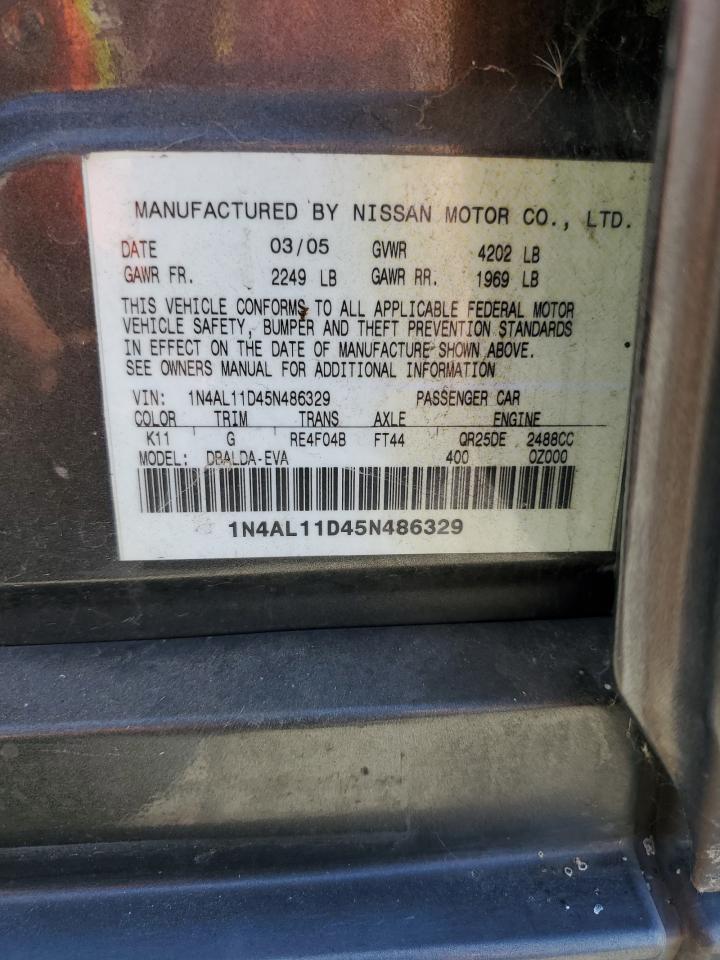 MANUFACTURED BY NISSAN MOTOR CO., LTD.
DATE 03/05 GVWR 4202 LB
GAWR FR. 2249 LB GAWR RR. 1969 LB
THIS VEHICLE CONFORMS TO ALL APPLICABLE FEDERAL MOTOR
VEHICLE SAFETY, BUMPER AND THEFT PREVENTION STANDARDS
IN EFFECT ON THE DATE OF MANUFACTURE SHOWN ABOVE.
SEE OWNERS MANUAL FOR ADDITIONAL INFORMATION
VIN: 1N4AL11D45N486329 PASSENGER CAR
COLOR TRIM TRANS AXLE ENGINE
K11 G RE4F04B FT44 QR25DE 2488CC
MODEL: DBALDA-EVA 400 0Z000
1N4AL11D45N486329